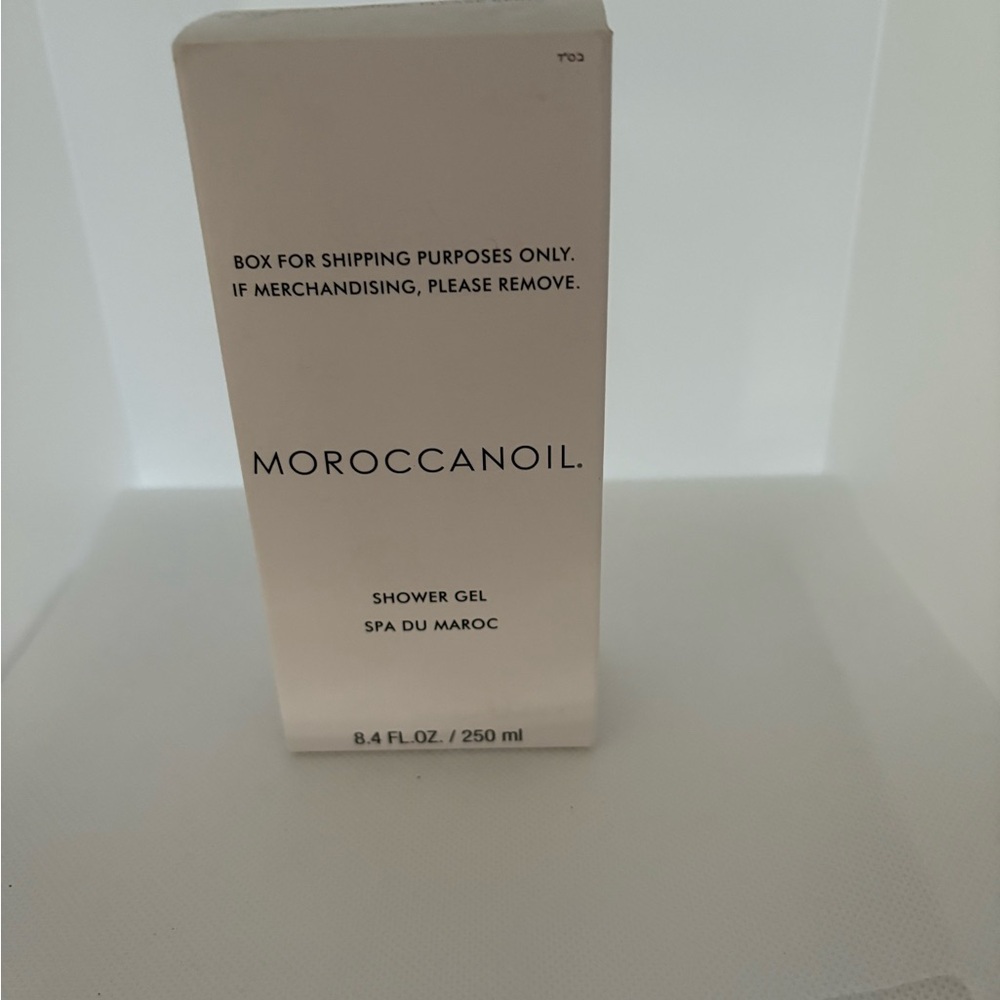 בס"ד
BOX FOR SHIPPING PURPOSES ONLY.
IF MERCHANDISING, PLEASE REMOVE.
MOROCCANOIL.
SHOWER GEL
SPA DU MAROC
8.4 FL.OZ. / 250 ml